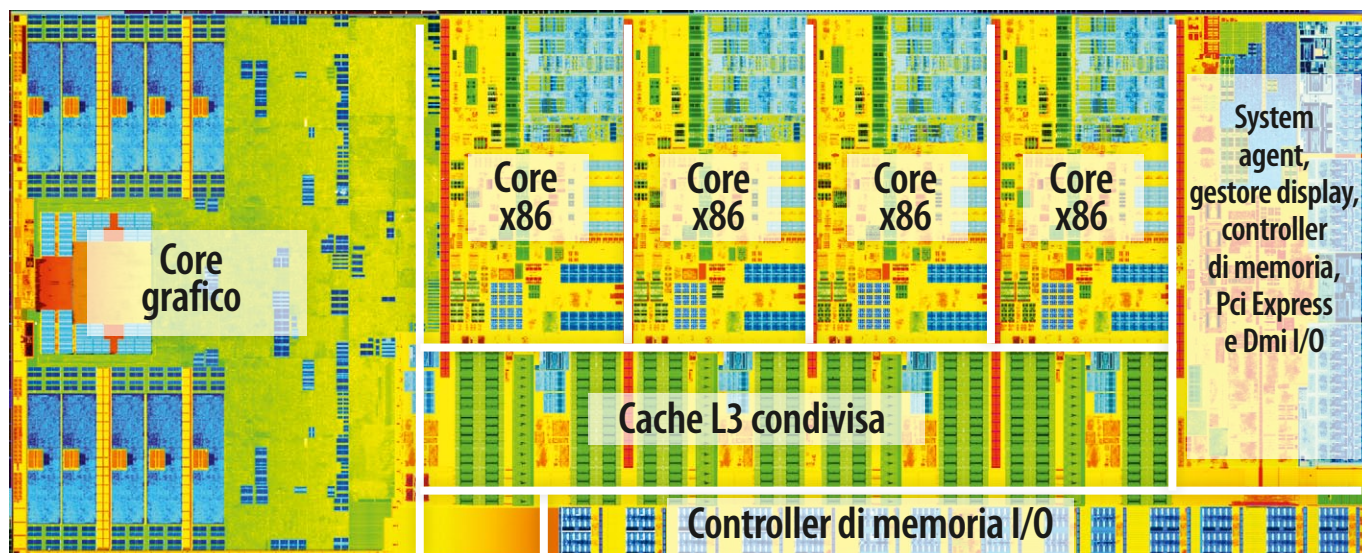 Core
grafico
Core
x86
Core
x86
Core
x86
Core
x86
System
agent,
gestore display,
controller
di memoria,
Pci Express
e Dmi I/O
Cache L3 condivisa
Controller di memoria I/O